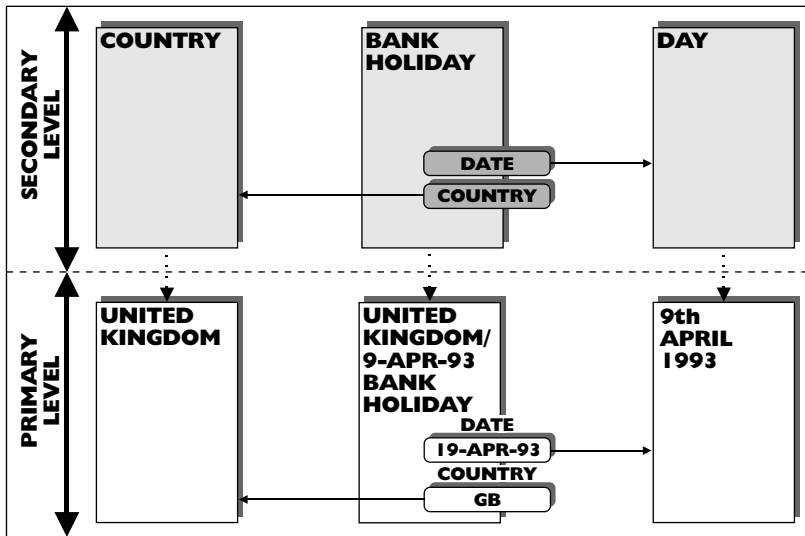 SECONDARY
LEVEL
COUNTRY
BANK
HOLIDAY
DAY
DATE
COUNTRY
PRIMARY
LEVEL
UNITED
KINGDOM
UNITED
KINGDOM/
9-APR-93
BANK
HOLIDAY
9th
APRIL
1993
DATE
19-APR-93
COUNTRY
GB